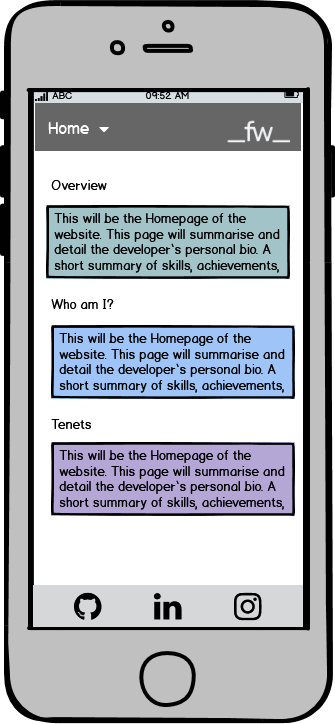 ABC 09:52 AM
Home
_fw_
Overview
This will be the Homepage of the
website. This page will summarise and
detail the developer's personal bio. A
short summary of skills, achievements,
Who am I?
This will be the Homepage of the
website. This page will summarise and
detail the developer's personal bio. A
short summary of skills, achievements,
Tenets
This will be the Homepage of the
website. This page will summarise and
detail the developer's personal bio. A
short summary of skills, achievements,
in